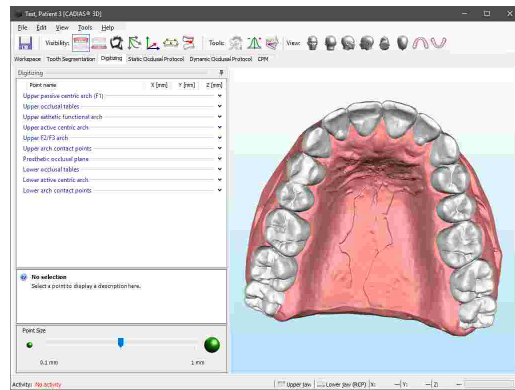 Test, Patient 3 [CADIAS® 3D]
File Edit View Tools Help
Visibility: Tools: View:
Workspace Tooth Segmentation Digitizing Static Occlusal Protocol Dynamic Occlusal Protocol CPM
Digitizing
Point name X [mm] Y [mm] Z [mm]
Upper passive centric arch (F1)
Upper occlusal tables
Upper esthetic functional arch
Upper active centric arch
Upper F2/F3 arch
Upper arch contact points
Prosthetic occlusal plane
Lower occlusal tables
Lower active centric arch
Lower arch contact points
No selection
Select a point to display a description here.
Point Size
0.1 mm 1 mm
Activity: No activity Upper jaw Lower jaw (RCP) X: — Y: — Z: —